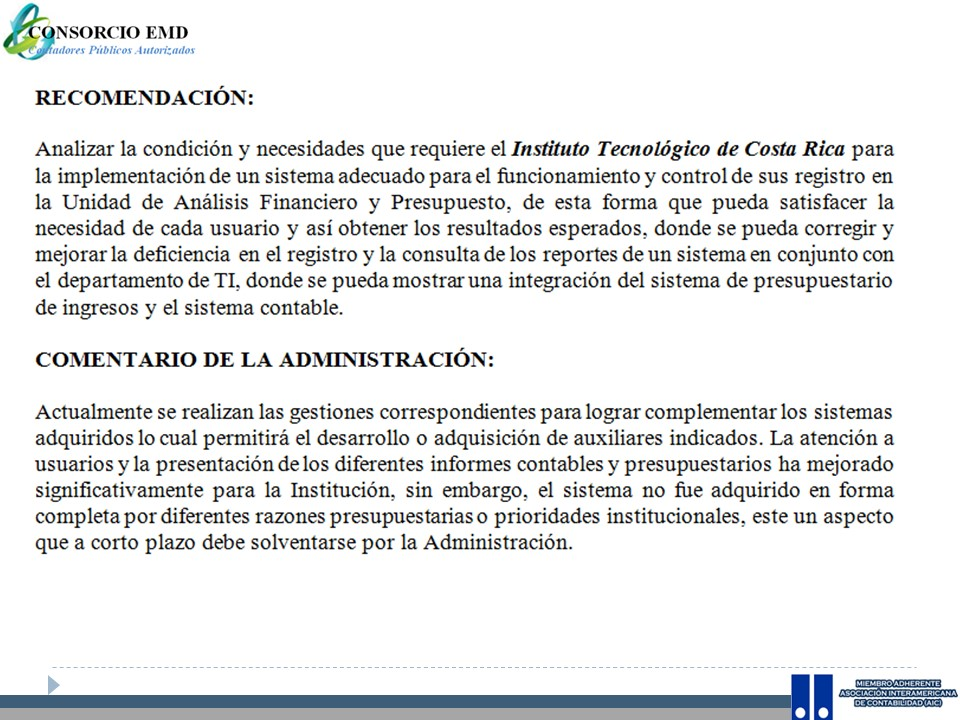 CONSORCIO EMD
Contadores Públicos Autorizados
RECOMENDACIÓN:
Analizar la condición y necesidades que requiere el Instituto Tecnológico de Costa Rica para
la implementación de un sistema adecuado para el funcionamiento y control de sus registro en
la Unidad de Análisis Financiero y Presupuesto, de esta forma que pueda satisfacer la
necesidad de cada usuario y así obtener los resultados esperados, donde se pueda corregir y
mejorar la deficiencia en el registro y la consulta de los reportes de un sistema en conjunto con
el departamento de TI, donde se pueda mostrar una integración del sistema de presupuestario
de ingresos y el sistema contable.
COMENTARIO DE LA ADMINISTRACIÓN:
Actualmente se realizan las gestiones correspondientes para lograr complementar los sistemas
adquiridos lo cual permitirá el desarrollo o adquisición de auxiliares indicados. La atención a
usuarios y la presentación de los diferentes informes contables y presupuestarios ha mejorado
significativamente para la Institución, sin embargo, el sistema no fue adquirido en forma
completa por diferentes razones presupuestarias o prioridades institucionales, este un aspecto
que a corto plazo debe solventarse por la Administración.
MIEMBRO ADHERENTE
ASOCIACIÓN INTERAMERICANA
DE CONTABILIDAD (AIC)